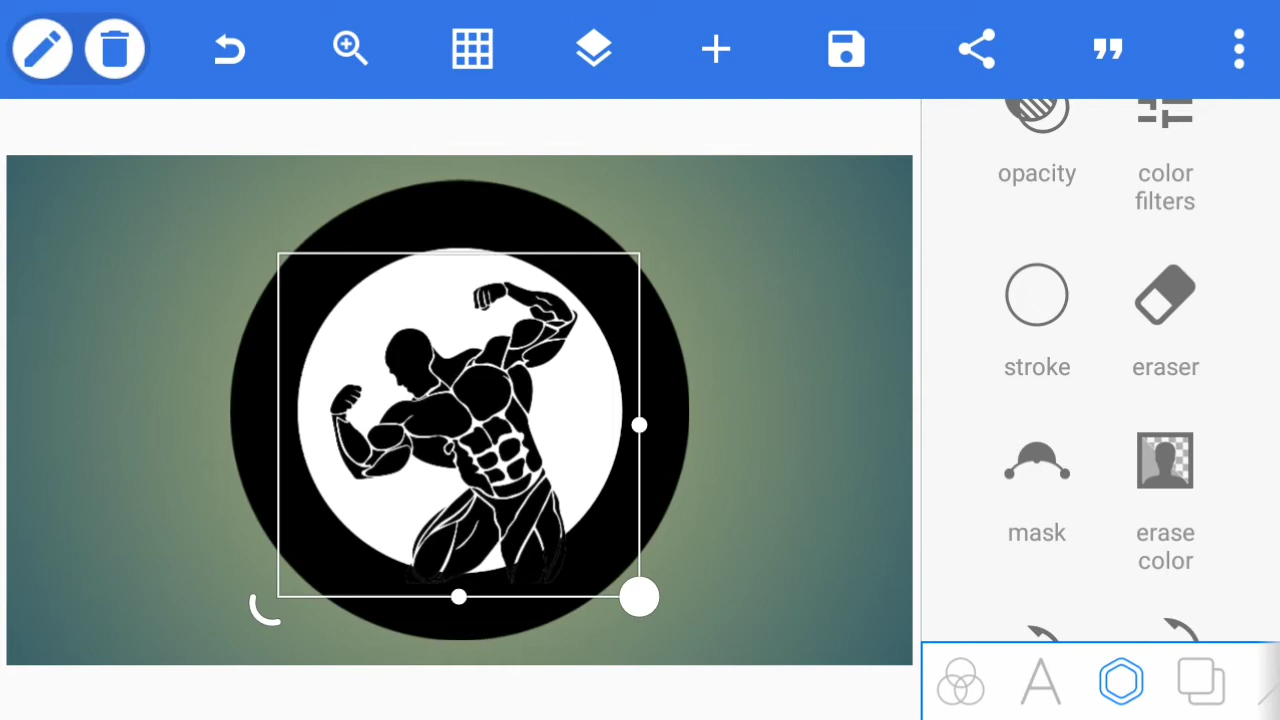 opacity
color
filters
stroke
eraser
mask
erase
color